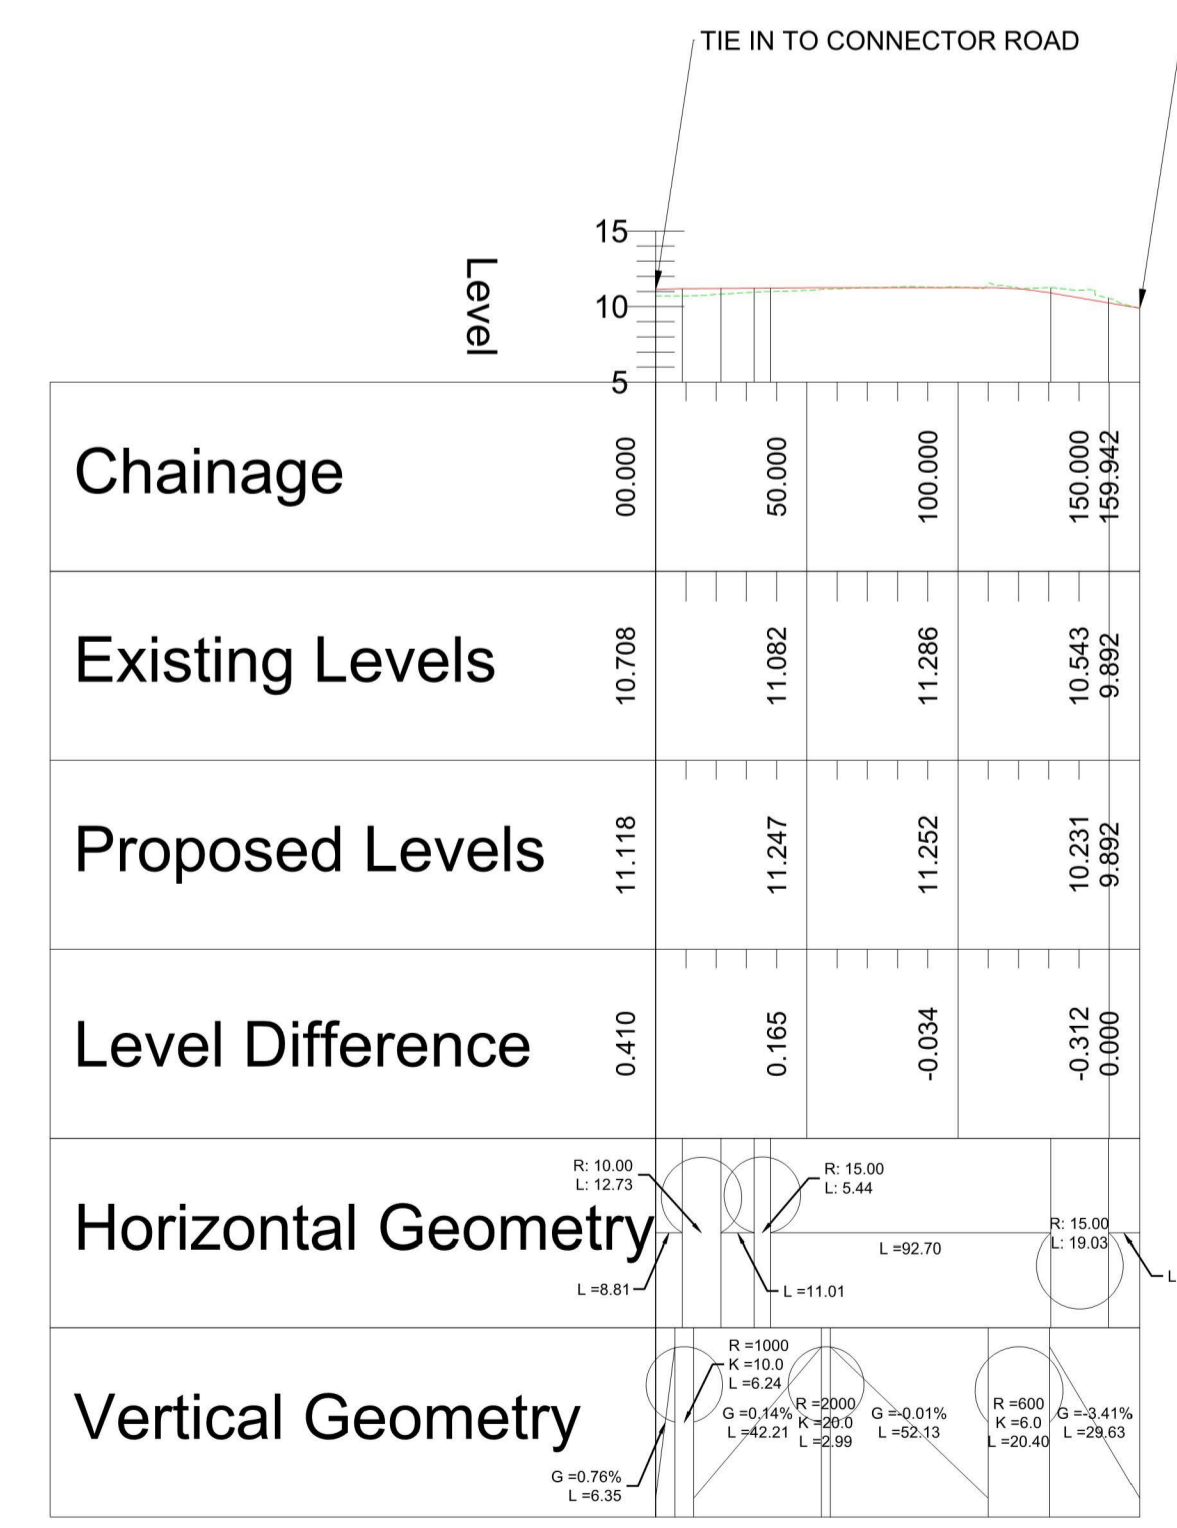 TIE IN TO CONNECTOR ROAD
15
10
5
Level
Chainage
00.000
50.000
100.000
150.000
159.942
Existing Levels
10.708
11.082
11.286
10.543
9.892
Proposed Levels
11.118
11.247
11.252
10.231
9.892
Level Difference
0.410
0.165
-0.034
-0.312
0.000
Horizontal Geometry
R: 10.00
L: 12.73
L =8.81
L =11.01
R: 15.00
L: 5.44
L =92.70
R: 15.00
L: 19.03
L
Vertical Geometry
G =0.76%
L =6.35
R =1000
K =10.0
L =6.24
G =0.14%
L =42.21
R =2000
K =20.0
L =2.99
G =-0.01%
L =52.13
R =600
K =6.0
L =20.40
G =-3.41%
L =29.63